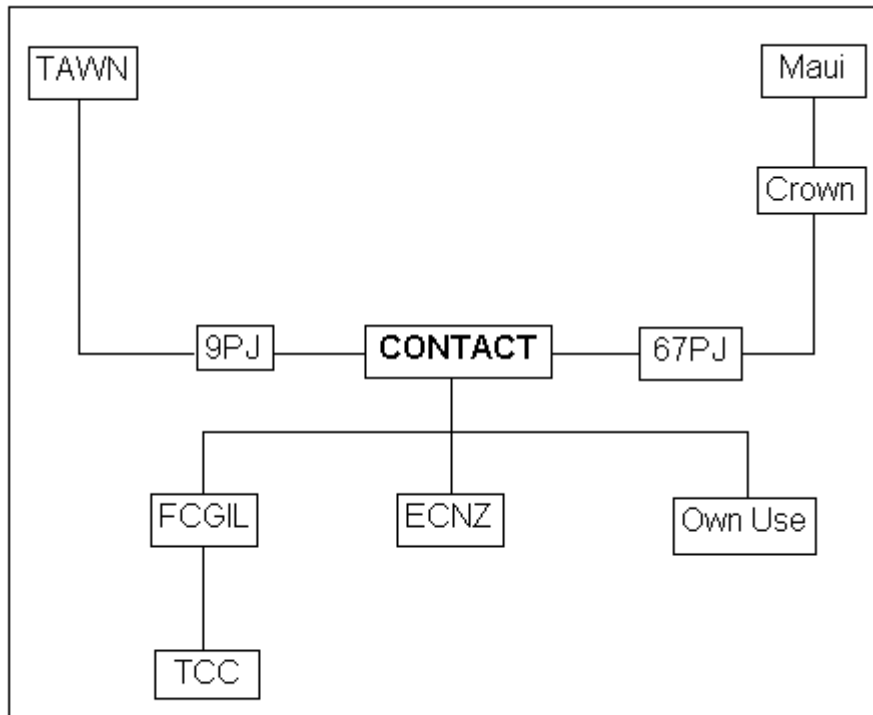 TAWN
Maui
Crown
9PJ
CONTACT
67PJ
FCGIL
ECNZ
Own Use
TCC